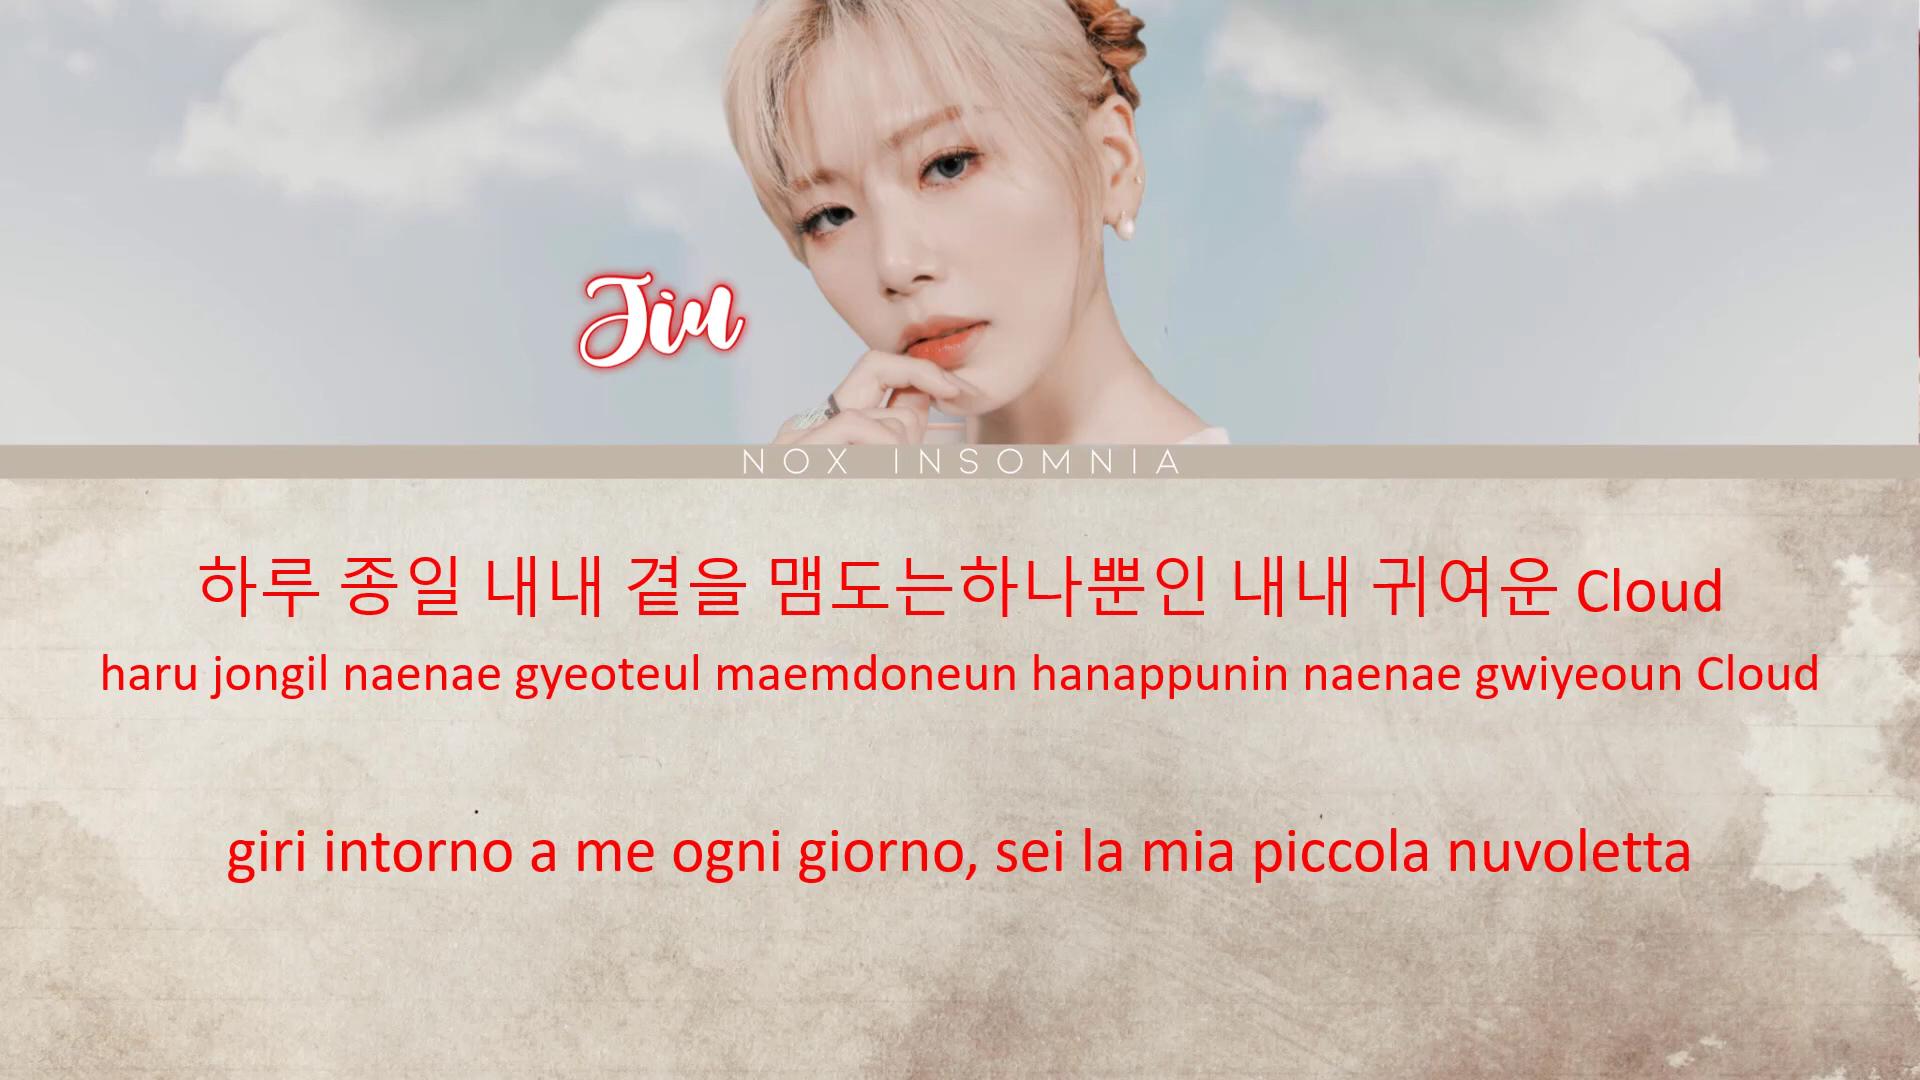 Jiu
NOX INSOMNIA
하루 종일 내내 곁을 맴도는하나뿐인 내내 귀여운 Cloud
haru jongil naenae gyeoteul maemdoneun hanappunin naenae gwiyeoun Cloud
giri intorno a me ogni giorno, sei la mia piccola nuvoletta